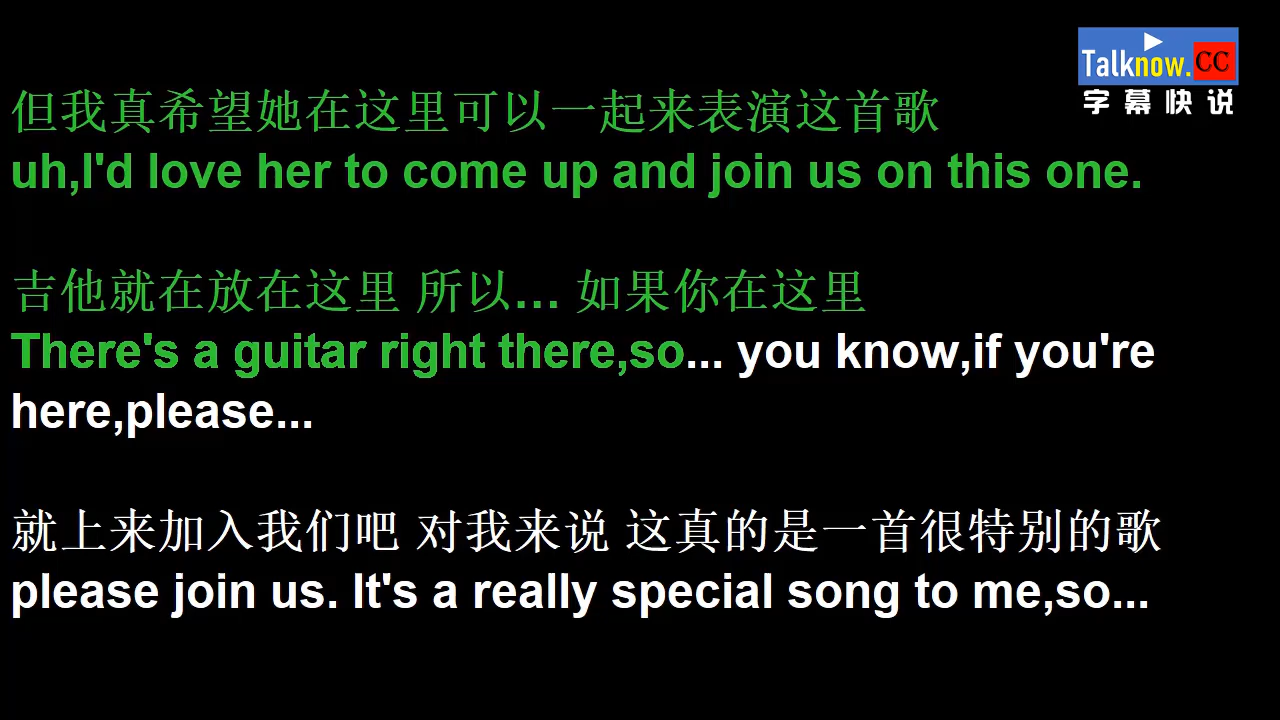 Talknow.CC
字幕快说
但我真希望她在这里可以一起来表演这首歌
uh,I'd love her to come up and join us on this one.
吉他就在放在这里 所以... 如果你在这里
There's a guitar right there,so... you know,if you're
here,please...
就上来加入我们吧 对我来说 这真的是一首很特别的歌
please join us. It's a really special song to me,so...